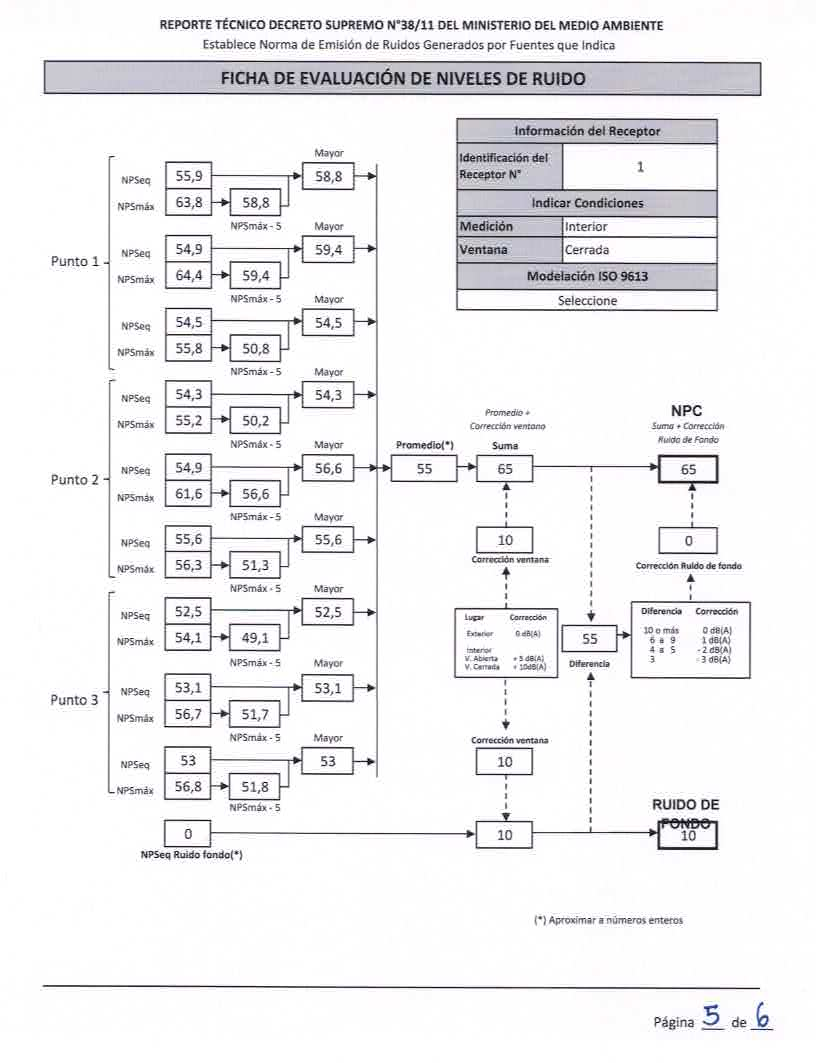 REPORTE TÉCNICO DECRETO SUPREMO N°38/11 DEL MINISTERIO DEL MEDIO AMBIENTE
Establece Norma de Emisión de Ruidos Generados por Fuentes que Indica
FICHA DE EVALUACIÓN DE NIVELES DE RUIDO
Información del Receptor
Identificación del Receptor N° 1
Indicar Condiciones
Medición Interior
Ventana Cerrada
Modelación ISO 9613
Seleccione
Punto 1
Mayor
NPSeq 55,9 58,8
NPSmáx 63,8 58,8
NPSmáx - 5
Mayor
NPSeq 54,9 59,4
NPSmáx 64,4 59,4
NPSmáx - 5
Mayor
NPSeq 54,5 54,5
NPSmáx 55,8 50,8
NPSmáx - 5
Punto 2
Mayor
NPSeq 54,3 54,3
NPSmáx 55,2 50,2
NPSmáx - 5
Mayor
NPSeq 54,9 56,6
NPSmáx 61,6 56,6
NPSmáx - 5
Mayor
NPSeq 55,6 55,6
NPSmáx 56,3 51,3
NPSmáx - 5
Punto 3
Mayor
NPSeq 52,5 52,5
NPSmáx 54,1 49,1
NPSmáx - 5
Mayor
NPSeq 53,1 53,1
NPSmáx 56,7 51,7
NPSmáx - 5
Mayor
NPSeq 53 53
NPSmáx 56,8 51,8
NPSmáx - 5
0
NPSeq Ruido fondo(*)
Promedio(*)
55
Promedio +
Corrección ventana
Suma
65
10
Corrección ventana
Lugar Corrección
Exterior 0 dB(A)
Interior
V. Abierta + 5 dB(A)
V. Cerrada + 10dB(A)
Corrección ventana
10
10
55
Diferencia
NPC
Suma + Corrección
Ruido de Fondo
65
0
Corrección Ruido de fondo
Diferencia Corrección
10 o más 0 dB(A)
6 a 9 1 dB(A)
4 a 5 - 2 dB(A)
3 - 3 dB(A)
RUIDO DE
FONDO
10
(*) Aproximar a números enteros
Página 5 de 6